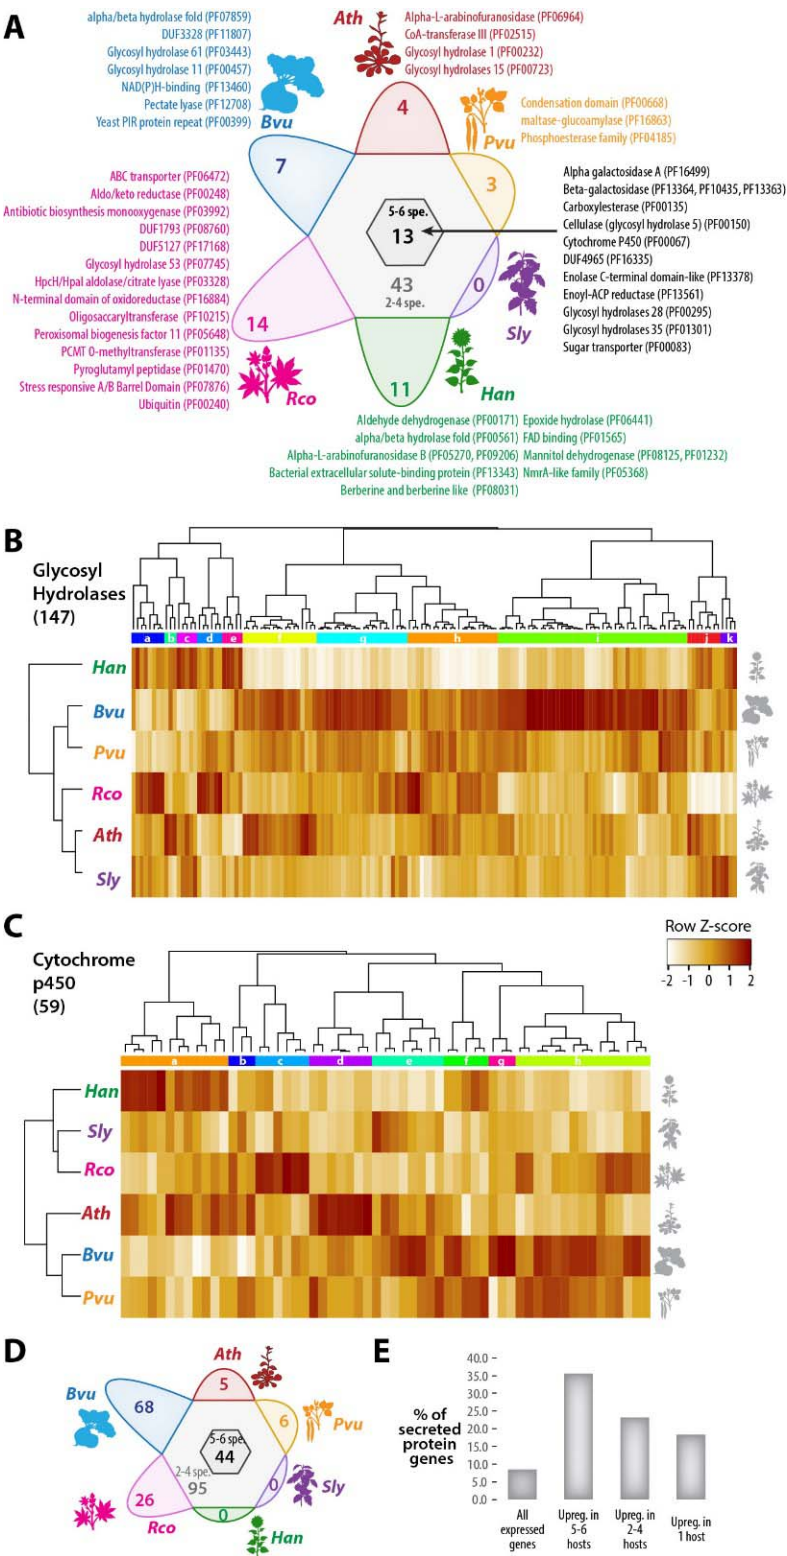 A
alpha/beta hydrolase fold (PF07859)
DUF3328 (PF11807)
Glycosyl hydrolase 61 (PF03443)
Glycosyl hydrolase 11 (PF00457)
NAD(P)H-binding (PF13460)
Pectate lyase (PF12708)
Yeast PIR protein repeat (PF00399)
Bvu
7
Ath
Alpha-L-arabinofuranosidase (PF06964)
CoA-transferase III (PF02515)
Glycosyl hydrolase 1 (PF00232)
Glycosyl hydrolases 15 (PF00723)
4
Pvu
Condensation domain (PF00668)
maltase-glucoamylase (PF16863)
Phosphoesterase family (PF04185)
3
ABC transporter (PF06472)
Aldo/keto reductase (PF00248)
Antibiotic biosynthesis monooxygenase (PF03992)
DUF1793 (PF08760)
DUF5127 (PF17168)
Glycosyl hydrolase 53 (PF07745)
HpcH/HpaI aldolase/citrate lyase (PF03328)
N-terminal domain of oxidoreductase (PF16884)
Oligosaccaryltransferase (PF10215)
Peroxisomal biogenesis factor 11 (PF05648)
PCMT O-methyltransferase (PF01135)
Pyroglutamyl peptidase (PF01470)
Stress responsive A/B Barrel Domain (PF07876)
Ubiquitin (PF00240)
14
Rco
5-6 spe.
13
43
2-4 spe.
Alpha galactosidase A (PF16499)
Beta-galactosidase (PF13364, PF10435, PF13363)
Carboxylesterase (PF00135)
Cellulase (glycosyl hydrolase 5) (PF00150)
Cytochrome P450 (PF00067)
DUF4965 (PF16335)
Enolase C-terminal domain-like (PF13378)
Enoyl-ACP reductase (PF13561)
Glycosyl hydrolases 28 (PF00295)
Glycosyl hydrolases 35 (PF01301)
Sugar transporter (PF00083)
0
Sly
11
Han
Aldehyde dehydrogenase (PF00171) Epoxide hydrolase (PF06441)
alpha/beta hydrolase fold (PF00561) FAD binding (PF01565)
Alpha-L-arabinofuranosidase B (PF05270, PF09206) Mannitol dehydrogenase (PF08125, PF01232)
Bacterial extracellular solute-binding protein (PF13343) NmrA-like family (PF05368)
Berberine and berberine like (PF08031)
B
Glycosyl
Hydrolases
(147)
a b c d e f g h i j k
Han
Bvu
Pvu
Rco
Ath
Sly
C
Cytochrome
p450
(59)
Row Z-score
-2 -1 0 1 2
a b c d e f g h
Han
Sly
Rco
Ath
Bvu
Pvu
D
Ath
5
Bvu
68
6
Pvu
5-6 spe.
44
2-4 spe.
95
0
Sly
26
Rco
0
Han
E
% of
secreted
protein
genes
40.0
35.0
30.0
25.0
20.0
15.0
10.0
5.0
0.0
All
expressed
genes
Upreg. in
5-6
hosts
Upreg. in
2-4
hosts
Upreg. in
1 host